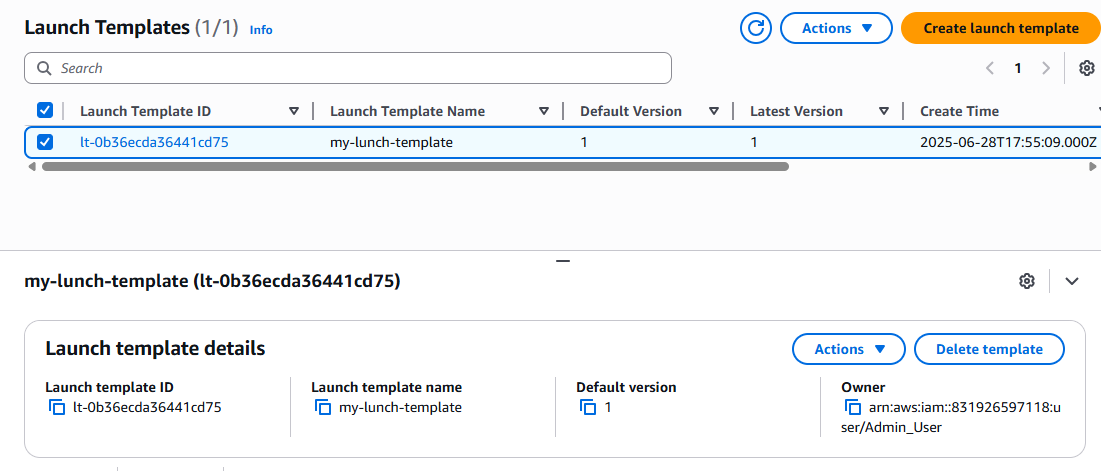 Launch Templates (1/1) Info
Actions
Create launch template
Search
1
Launch Template ID Launch Template Name Default Version Latest Version Create Time
lt-0b36ecda36441cd75 my-lunch-template 1 1 2025-06-28T17:55:09.000Z
my-lunch-template (lt-0b36ecda36441cd75)
Launch template details
Actions
Delete template
Launch template ID Launch template name Default version Owner
lt-0b36ecda36441cd75 my-lunch-template 1 arn:aws:iam::831926597118:u
ser/Admin_User